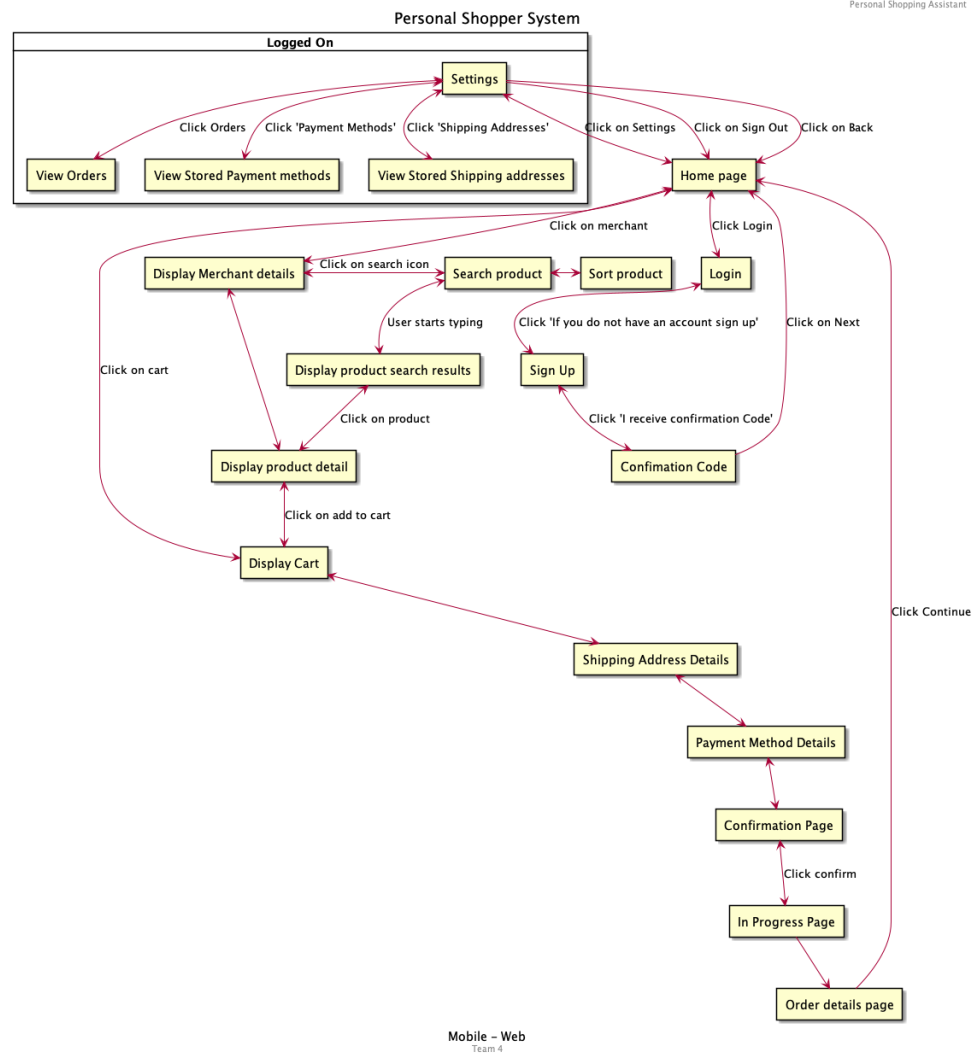 Personal Shopping Assistant
Personal Shopper System
Logged On
Settings
Click Orders
Click 'Payment Methods'
Click 'Shipping Addresses'
Click on Settings
Click on Sign Out
Click on Back
View Orders
View Stored Payment methods
View Stored Shipping addresses
Home page
Click on merchant
Click Login
Display Merchant details
Click on search icon
Search product
Sort product
Login
User starts typing
Click 'If you do not have an account sign up'
Click on Next
Click on cart
Display product search results
Sign Up
Click on product
Click 'I receive confirmation Code'
Display product detail
Confimation Code
Click on add to cart
Display Cart
Click Continue
Shipping Address Details
Payment Method Details
Confirmation Page
Click confirm
In Progress Page
Order details page
Mobile – Web
Team 4